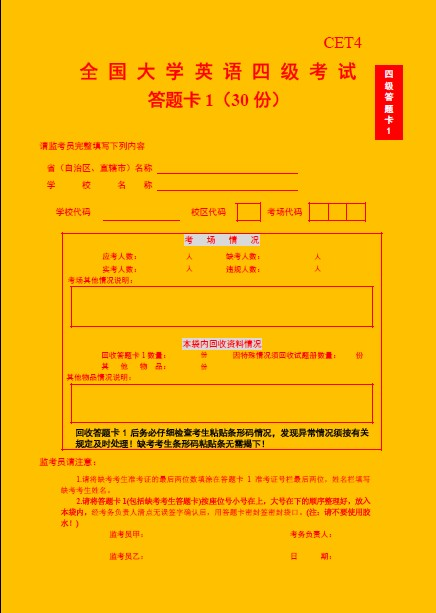 CET4
全国大学英语四级考试
答题卡1（30份）
四级答题卡1
请监考员完整填写下列内容
省（自治区、直辖市）名称
学校名称
学校代码 校区代码 考场代码
考场情况
应考人数： 人 缺考人数： 人
实考人数： 人 违规人数： 人
考场其他情况说明：
本袋内回收资料情况
回收答题卡1数量： 份 因特殊情况须回收试题册数量： 份
其他物品： 份
其他物品情况说明：
回收答题卡 1 后务必仔细检查考生粘贴条形码情况，发现异常情况须按有关
规定及时处理！缺考考生条形码粘贴条无需揭下！
监考员请注意：
1.请将缺考考生准考证的最后两位数填涂在答题卡 1 准考证号栏最后两位，姓名栏填写
缺考考生姓名。
2.请将答题卡 1(包括缺考考生答题卡)按座位号小号在上，大号在下的顺序整理好，放入
本袋内，经考务负责人清点无误签字确认后，用答题卡密封签密封袋口。(注：请不要使用胶
水！)
监考员甲： 考务负责人：
监考员乙： 日期：